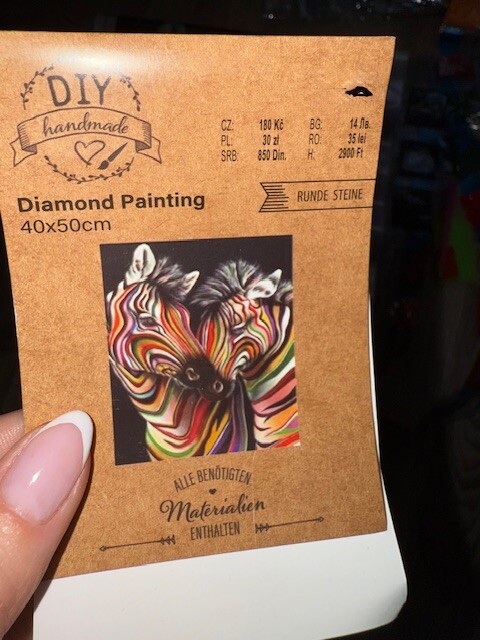 DIY
handmade
CZ: 180 Kč BG: 14 Лв.
PL: 30 zł RO: 35 lei
SRB: 850 Din. H: 2900 Ft
Diamond Painting
40x50cm
RUNDE STEINE
ALLE BENÖTIGTEN
Materialien
ENTHALTEN